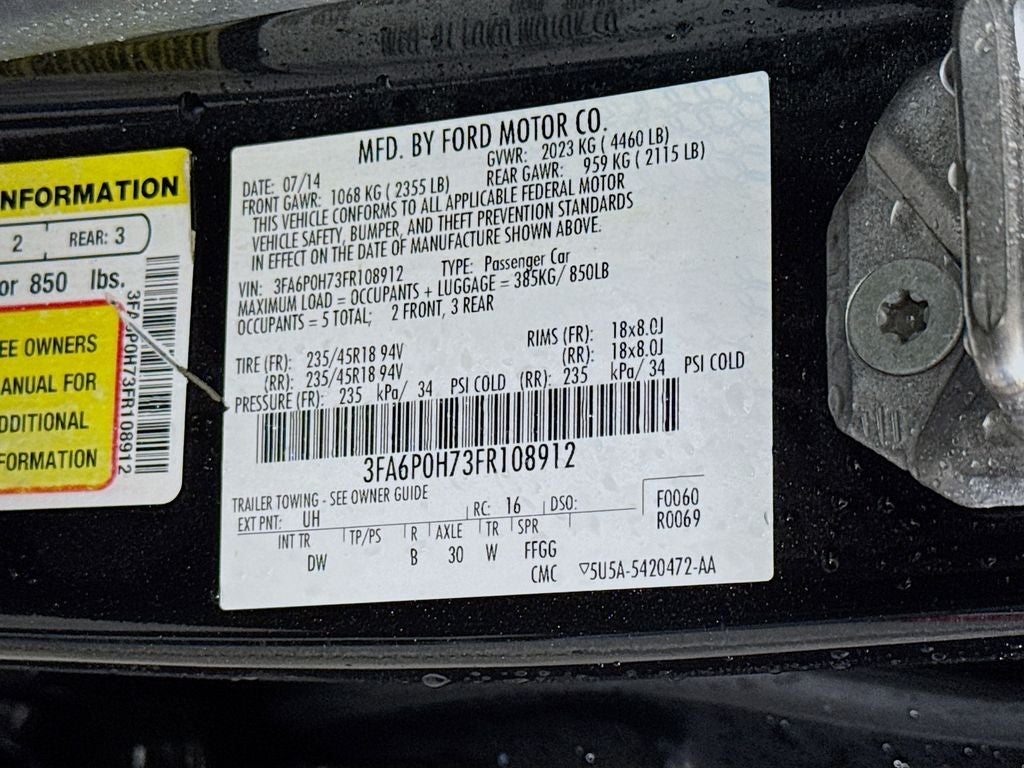 NFORMATION
2 REAR: 3
or 850 lbs.
EE OWNERS
ANUAL FOR
DDITIONAL
FORMATION
3FA6P0H73FR108912
MFD. BY FORD MOTOR CO.
DATE: 07/14 GVWR: 2023 KG ( 4460 LB)
FRONT GAWR: 1068 KG ( 2355 LB) REAR GAWR: 959 KG ( 2115 LB)
THIS VEHICLE CONFORMS TO ALL APPLICABLE FEDERAL MOTOR
VEHICLE SAFETY, BUMPER, AND THEFT PREVENTION STANDARDS
IN EFFECT ON THE DATE OF MANUFACTURE SHOWN ABOVE.
VIN: 3FA6P0H73FR108912 TYPE: Passenger Car
MAXIMUM LOAD = OCCUPANTS + LUGGAGE = 385KG/ 850LB
OCCUPANTS = 5 TOTAL; 2 FRONT, 3 REAR
TIRE (FR): 235/45R18 94V RIMS (FR): 18x8.0J
(RR): 235/45R18 94V (RR): 18x8.0J
PRESSURE (FR): 235 kPa/ 34 PSI COLD (RR): 235 kPa/ 34 PSI COLD
3FA6P0H73FR108912
TRAILER TOWING - SEE OWNER GUIDE
EXT PNT: UH RC: 16 DSO: F0060
R0069
INT TR TP/PS R AXLE TR SPR
DW B 30 W FFGG
CMC ▽5U5A-5420472-AA